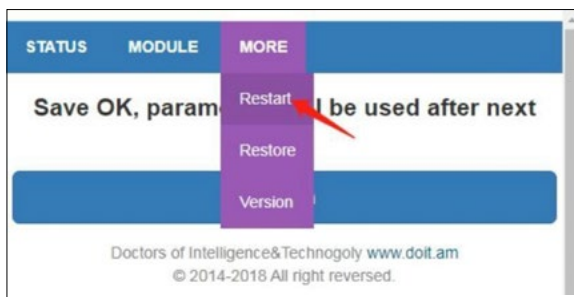 STATUS MODULE MORE
Restart
Save OK, param l be used after next
Restore
Version
Doctors of Intelligence&Technogoly www.doit.am
© 2014-2018 All right reversed.